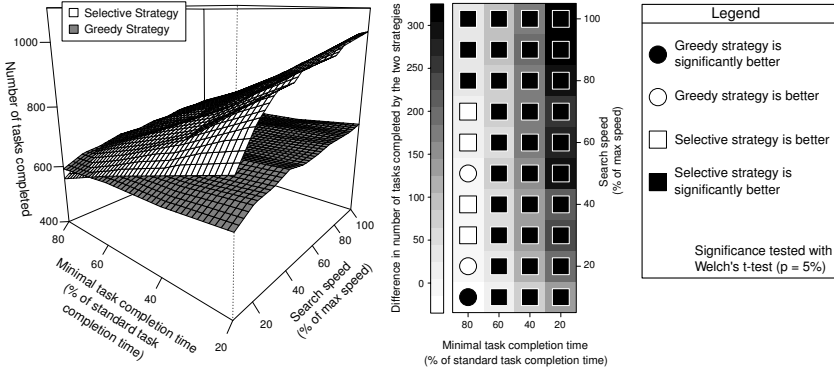 Selective Strategy
Greedy Strategy
Number of tasks
completed
1000
800
600
400
80
60
40
20
Minimal task completion time
(% of standard task
completion time)
20
40
60
80
100
Search speed
(% of max speed)
Difference in number of tasks completed by the two strategies
300
250
200
150
100
50
0
100
80
60
40
20
Search speed
(% of max speed)
80 60 40 20
Minimal task completion time
(% of standard task completion time)
Legend
Greedy strategy is
significantly better
Greedy strategy is better
Selective strategy is better
Selective strategy is
significantly better
Significance tested with
Welch's t-test (p = 5%)